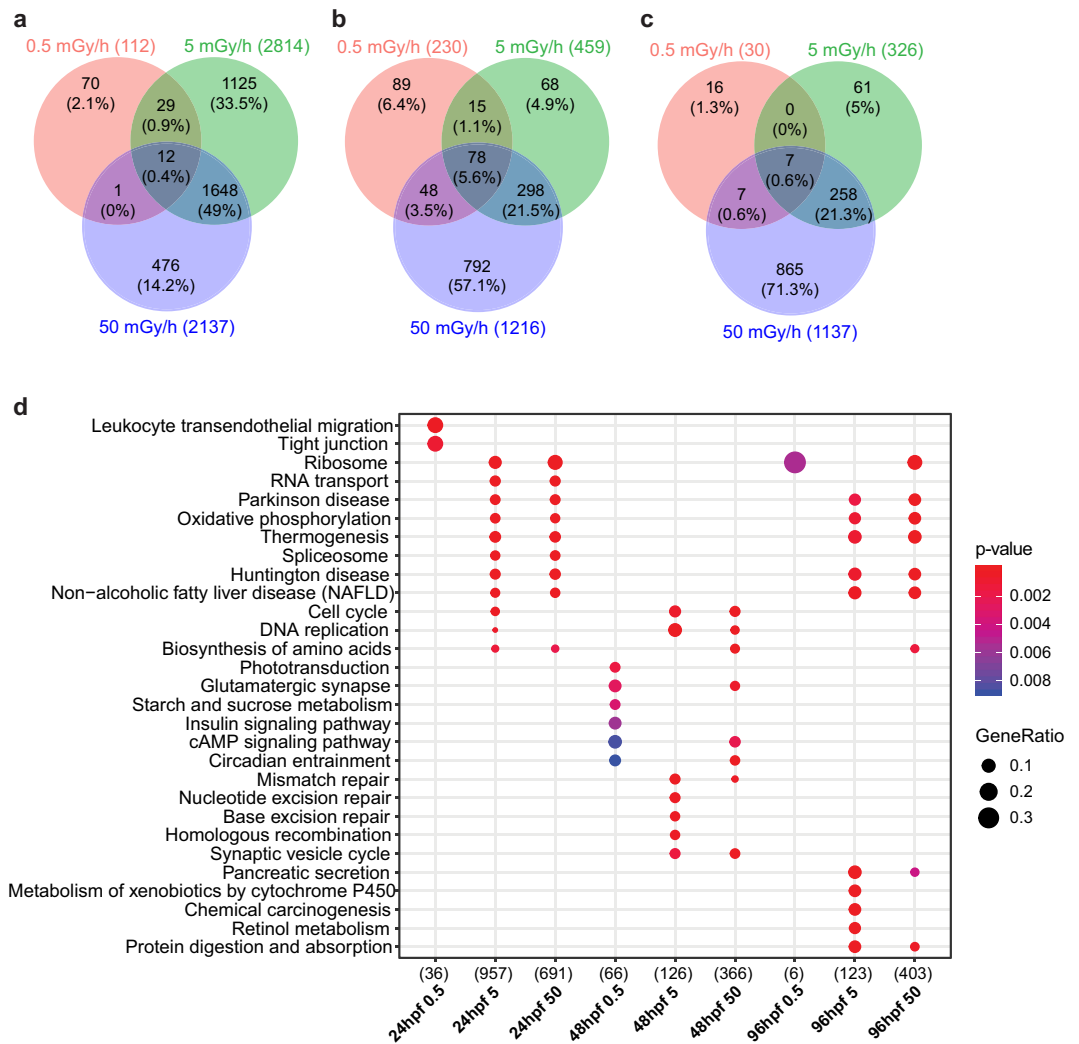 a
0.5 mGy/h (112)
5 mGy/h (2814)
70
(2.1%)
29
(0.9%)
1125
(33.5%)
12
(0.4%)
1
(0%)
1648
(49%)
476
(14.2%)
50 mGy/h (2137)
b
0.5 mGy/h (230)
5 mGy/h (459)
89
(6.4%)
15
(1.1%)
68
(4.9%)
78
(5.6%)
48
(3.5%)
298
(21.5%)
792
(57.1%)
50 mGy/h (1216)
c
0.5 mGy/h (30)
5 mGy/h (326)
16
(1.3%)
0
(0%)
61
(5%)
7
(0.6%)
7
(0.6%)
258
(21.3%)
865
(71.3%)
50 mGy/h (1137)
d
Leukocyte transendothelial migration
Tight junction
Ribosome
RNA transport
Parkinson disease
Oxidative phosphorylation
Thermogenesis
Spliceosome
Huntington disease
Non−alcoholic fatty liver disease (NAFLD)
Cell cycle
DNA replication
Biosynthesis of amino acids
Phototransduction
Glutamatergic synapse
Starch and sucrose metabolism
Insulin signaling pathway
cAMP signaling pathway
Circadian entrainment
Mismatch repair
Nucleotide excision repair
Base excision repair
Homologous recombination
Synaptic vesicle cycle
Pancreatic secretion
Metabolism of xenobiotics by cytochrome P450
Chemical carcinogenesis
Retinol metabolism
Protein digestion and absorption
(36) (957) (691) (66) (126) (366) (6) (123) (403)
24hpf 0.5 24hpf 5 24hpf 50 48hpf 0.5 48hpf 5 48hpf 50 96hpf 0.5 96hpf 5 96hpf 50
p-value
0.002
0.004
0.006
0.008
GeneRatio
0.1
0.2
0.3